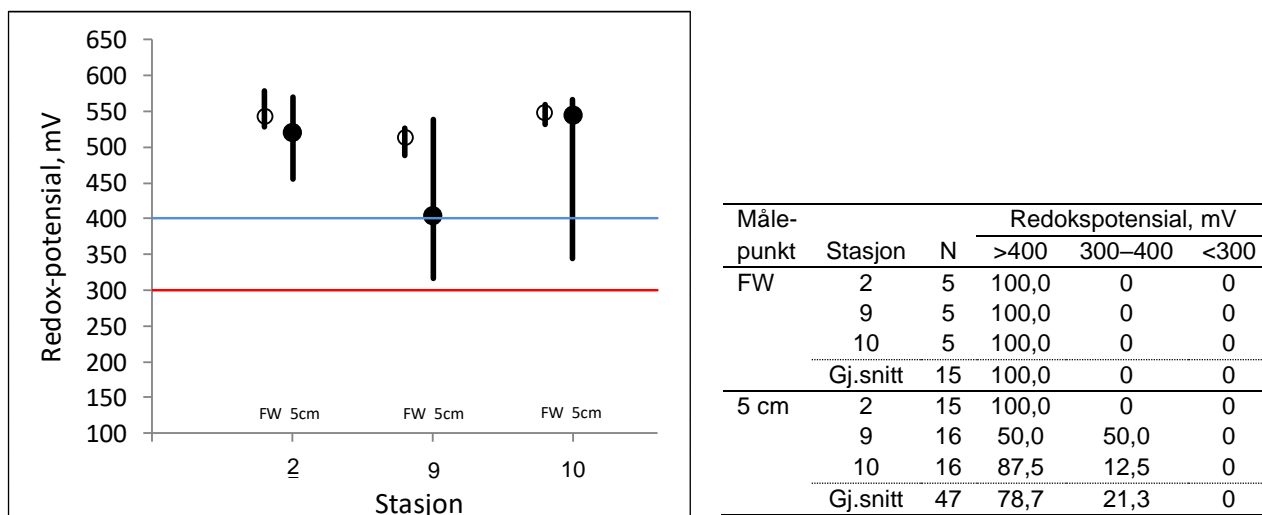 Redox-potensial, mV
650
600
550
500
450
400
350
300
250
200
150
100
FW 5cm FW 5cm FW 5cm
2 9 10
Stasjon
Måle- Redokspotensial, mV
punkt Stasjon N >400 300–400 <300
FW 2 5 100,0 0 0
9 5 100,0 0 0
10 5 100,0 0 0
Gj.snitt 15 100,0 0 0
5 cm 2 15 100,0 0 0
9 16 50,0 50,0 0
10 16 87,5 12,5 0
Gj.snitt 47 78,7 21,3 0